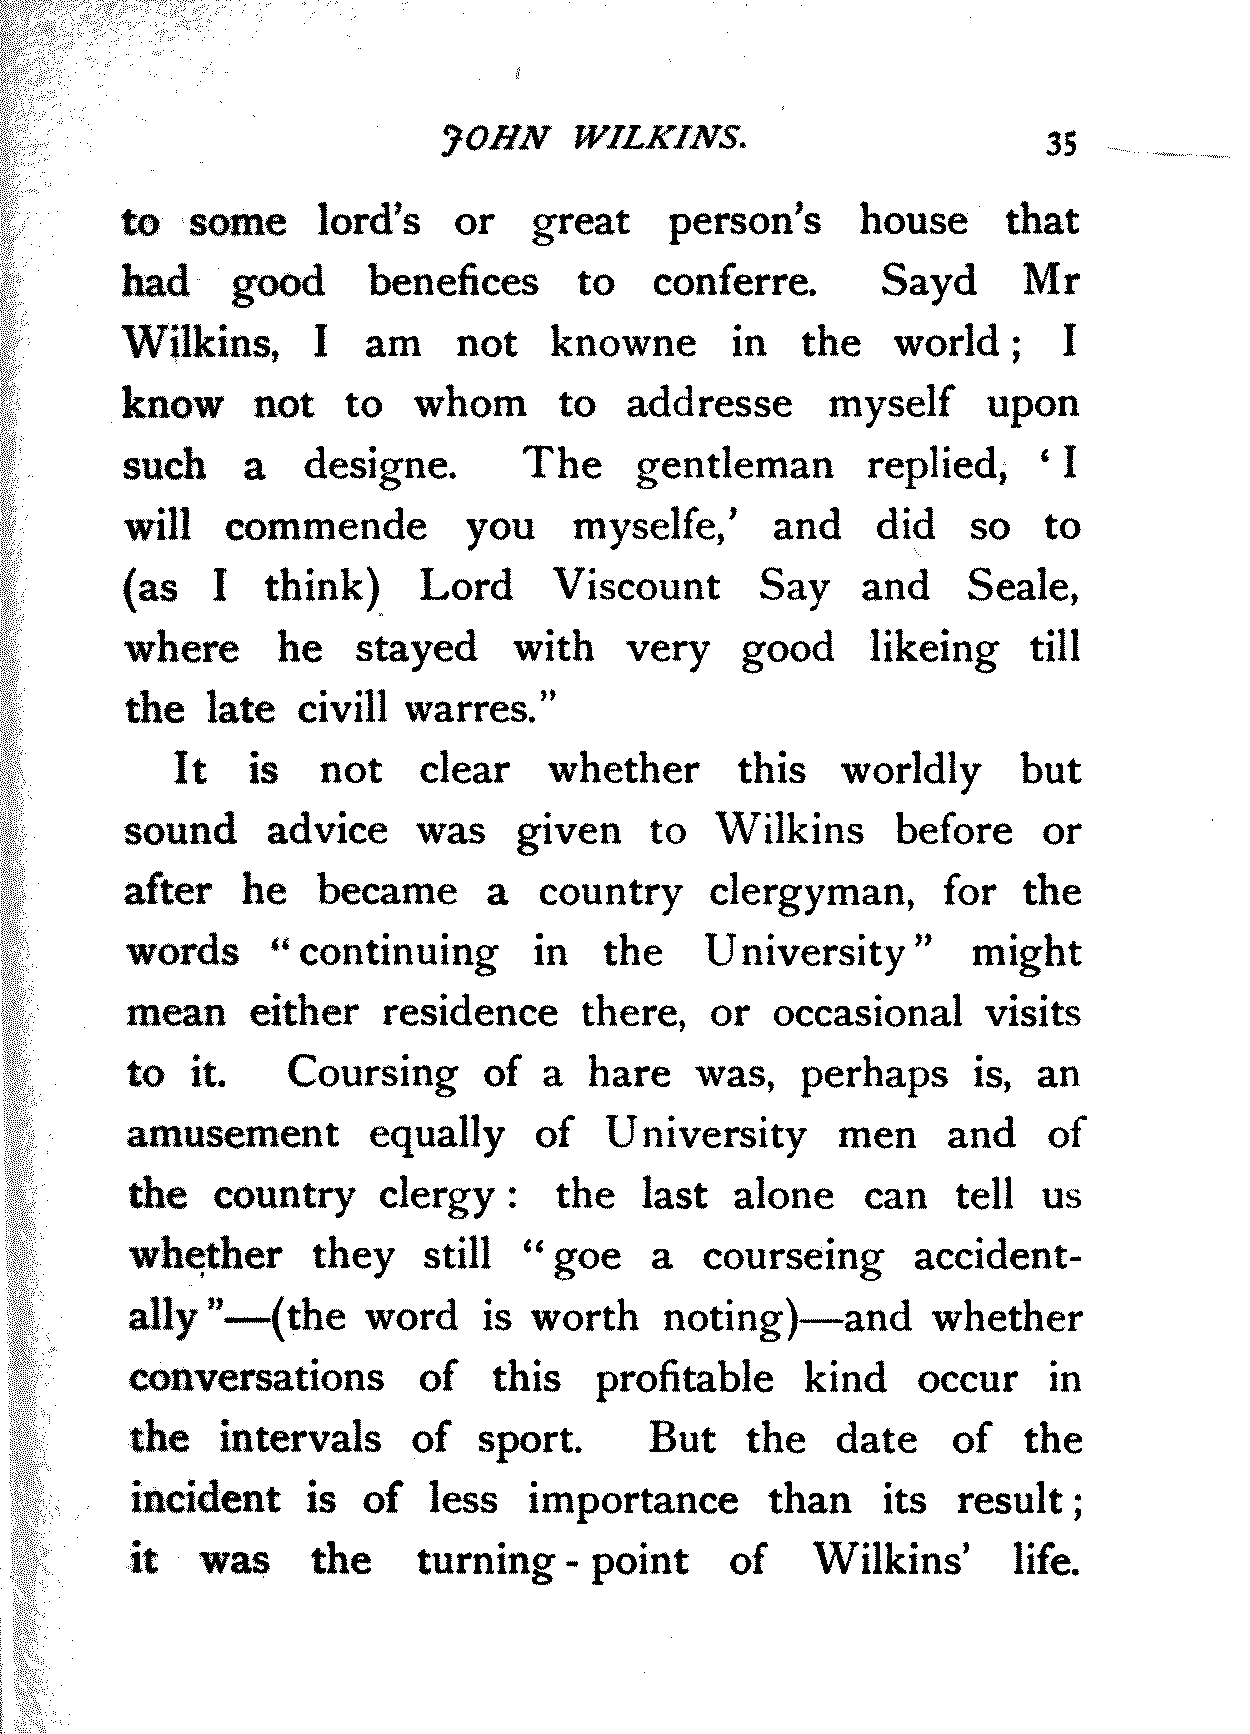 JOHN WILKINS. 35
to some lord's or great person's house that
had good benefices to conferre. Sayd Mr
Wilkins, I am not knowne in the world; I
know not to whom to addresse myself upon
such a designe. The gentleman replied, 'I
will commende you myselfe,' and did so to
(as I think) Lord Viscount Say and Seale,
where he stayed with very good likeing till
the late civill warres."
It is not clear whether this worldly but
sound advice was given to Wilkins before or
after he became a country clergyman, for the
words "continuing in the University" might
mean either residence there, or occasional visits
to it. Coursing of a hare was, perhaps is, an
amusement equally of University men and of
the country clergy: the last alone can tell us
whether they still "goe a courseing accident-
ally"—(the word is worth noting)—and whether
conversations of this profitable kind occur in
the intervals of sport. But the date of the
incident is of less importance than its result;
it was the turning-point of Wilkins' life.